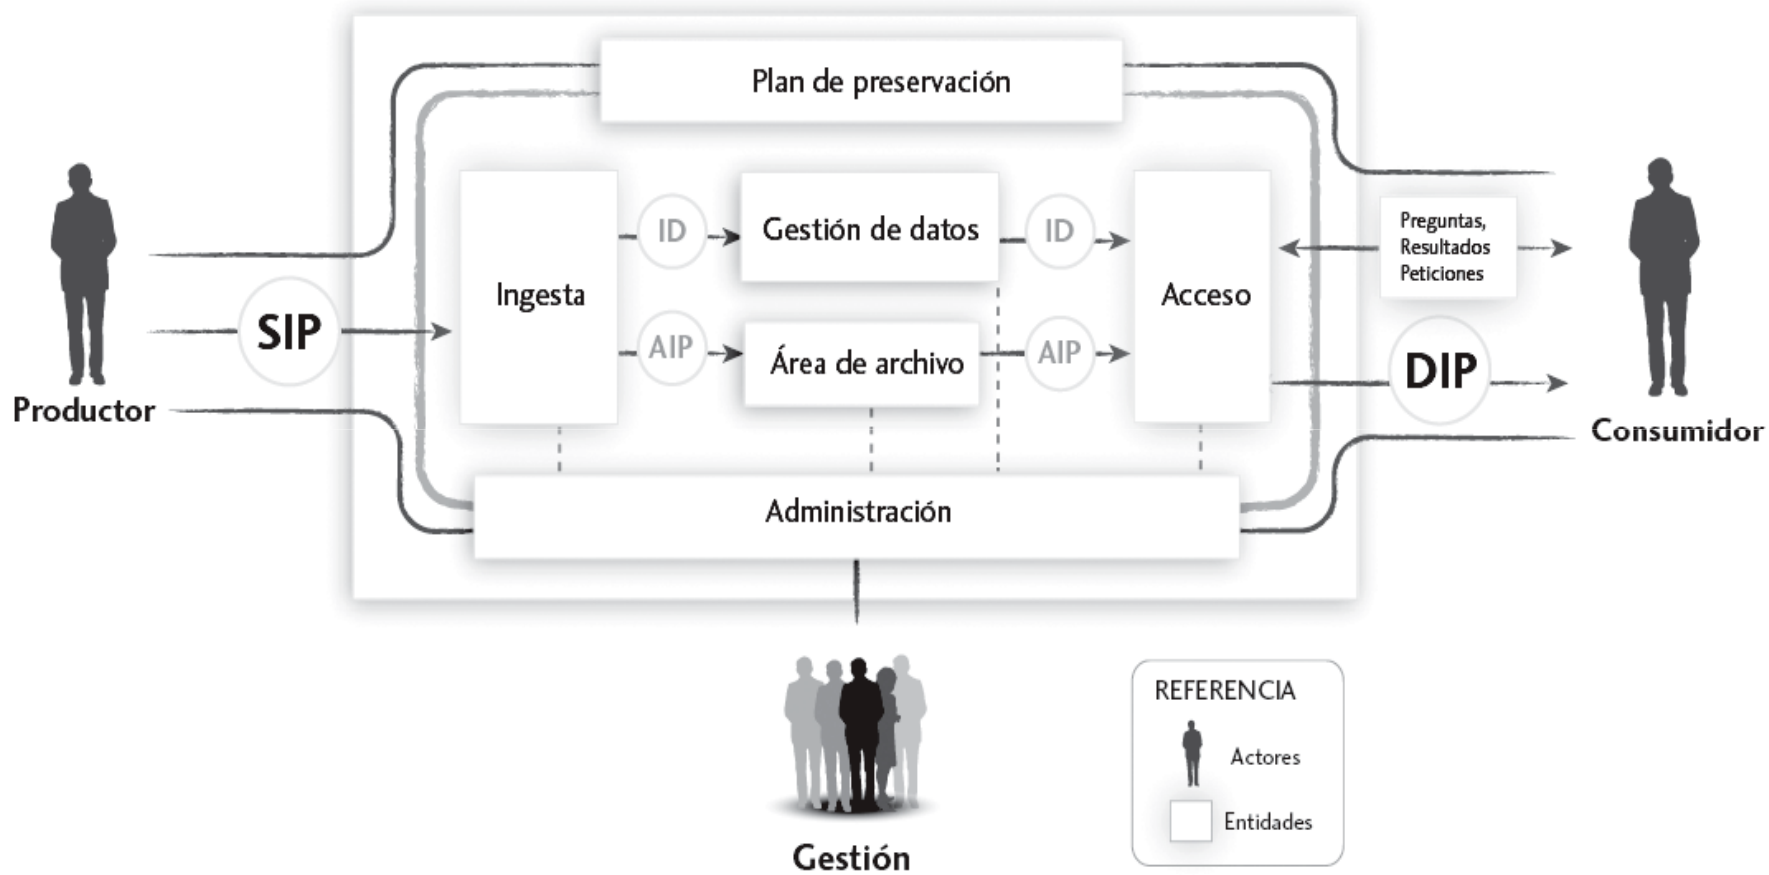 Plan de preservación
ID
Gestión de datos
ID
Preguntas,
Resultados
Peticiones
Ingesta
Acceso
SIP
AIP
Área de archivo
AIP
DIP
Productor
Consumidor
Administración
Gestión
REFERENCIA
Actores
Entidades